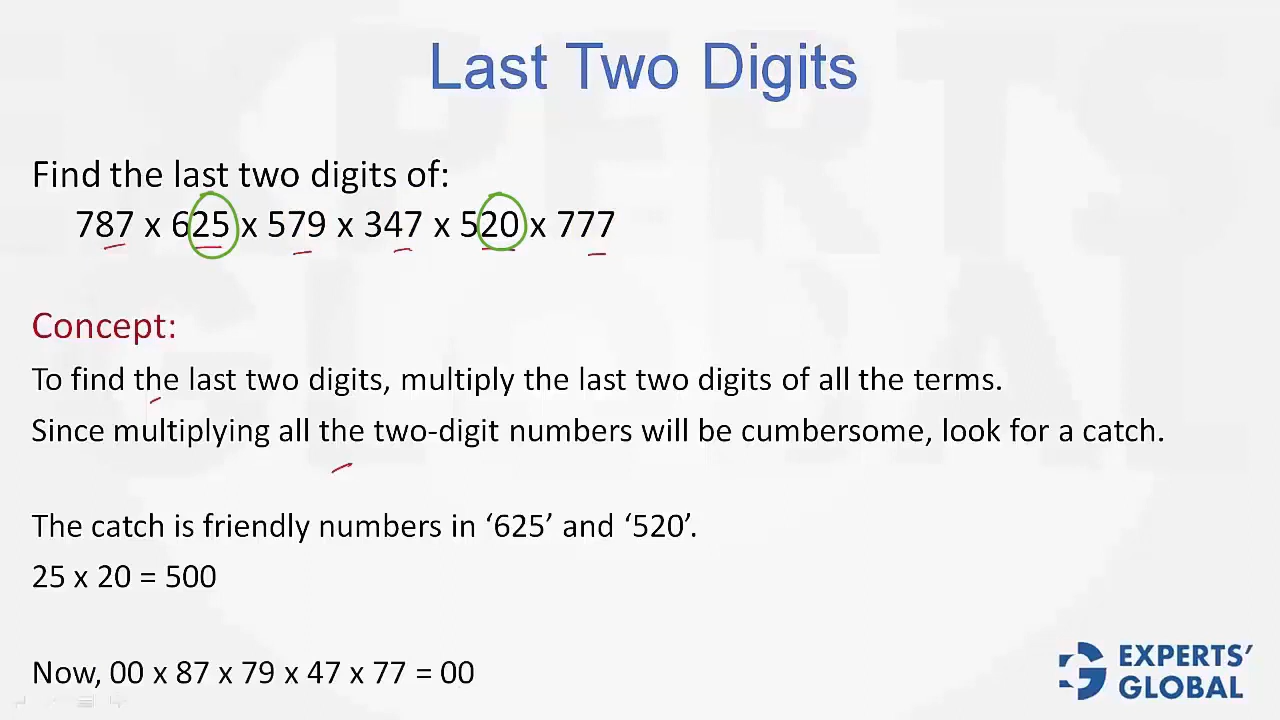 Last Two Digits
Find the last two digits of:
787 x 625 x 579 x 347 x 520 x 777
Concept:
To find the last two digits, multiply the last two digits of all the terms.
Since multiplying all the two-digit numbers will be cumbersome, look for a catch.
The catch is friendly numbers in ‘625’ and ‘520’.
25 x 20 = 500
Now, 00 x 87 x 79 x 47 x 77 = 00
EXPERTS’
GLOBAL